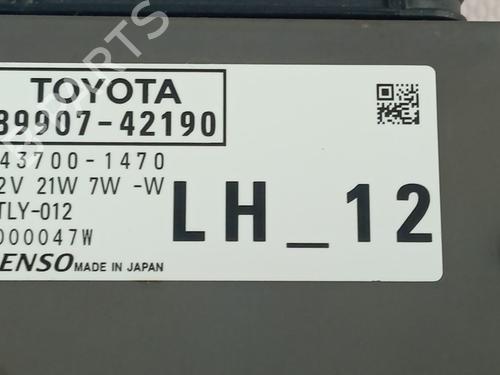 TOYOTA
89907-42190
43700-1470
2V 21W 7W -W
TLY-012
000047W
LH_12
ENSO MADE IN JAPAN